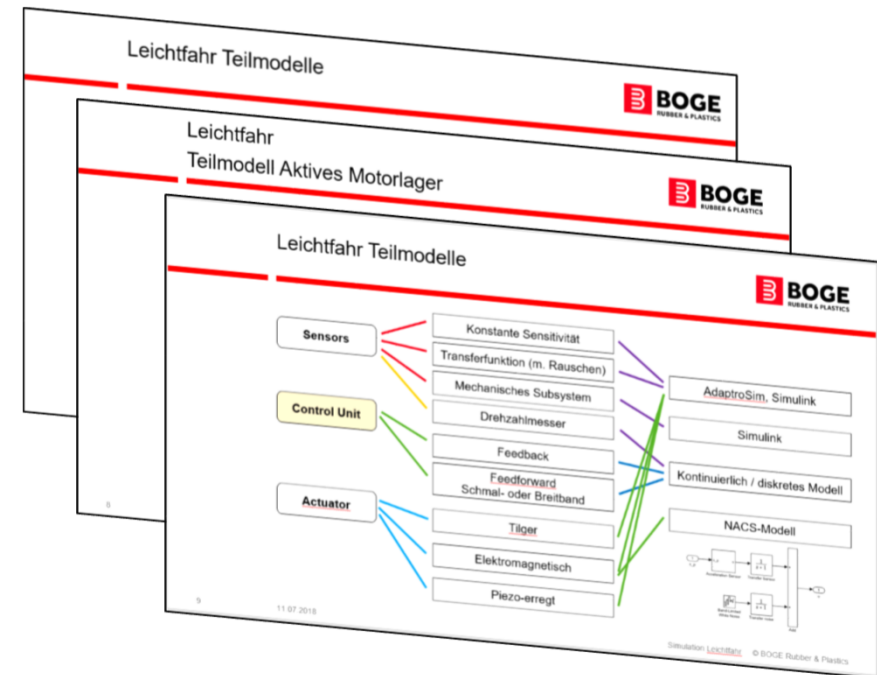 Leichtfahr Teilmodelle
BOGE
RUBBER & PLASTICS
Leichtfahr
Teilmodell Aktives Motorlager
BOGE
RUBBER & PLASTICS
8
Leichtfahr Teilmodelle
BOGE
RUBBER & PLASTICS
Sensors
Control Unit
Actuator
Konstante Sensitivität
Transferfunktion (m. Rauschen)
Mechanisches Subsystem
Drehzahlmesser
Feedback
Feedforward
Schmal- oder Breitband
Tilger
Elektromagnetisch
Piezo-erregt
AdaptroSim, Simulink
Simulink
Kontinuierlich / diskretes Modell
NACS-Modell
9
11.07.2018
Simulation Leichtfahr © BOGE Rubber & Plastics